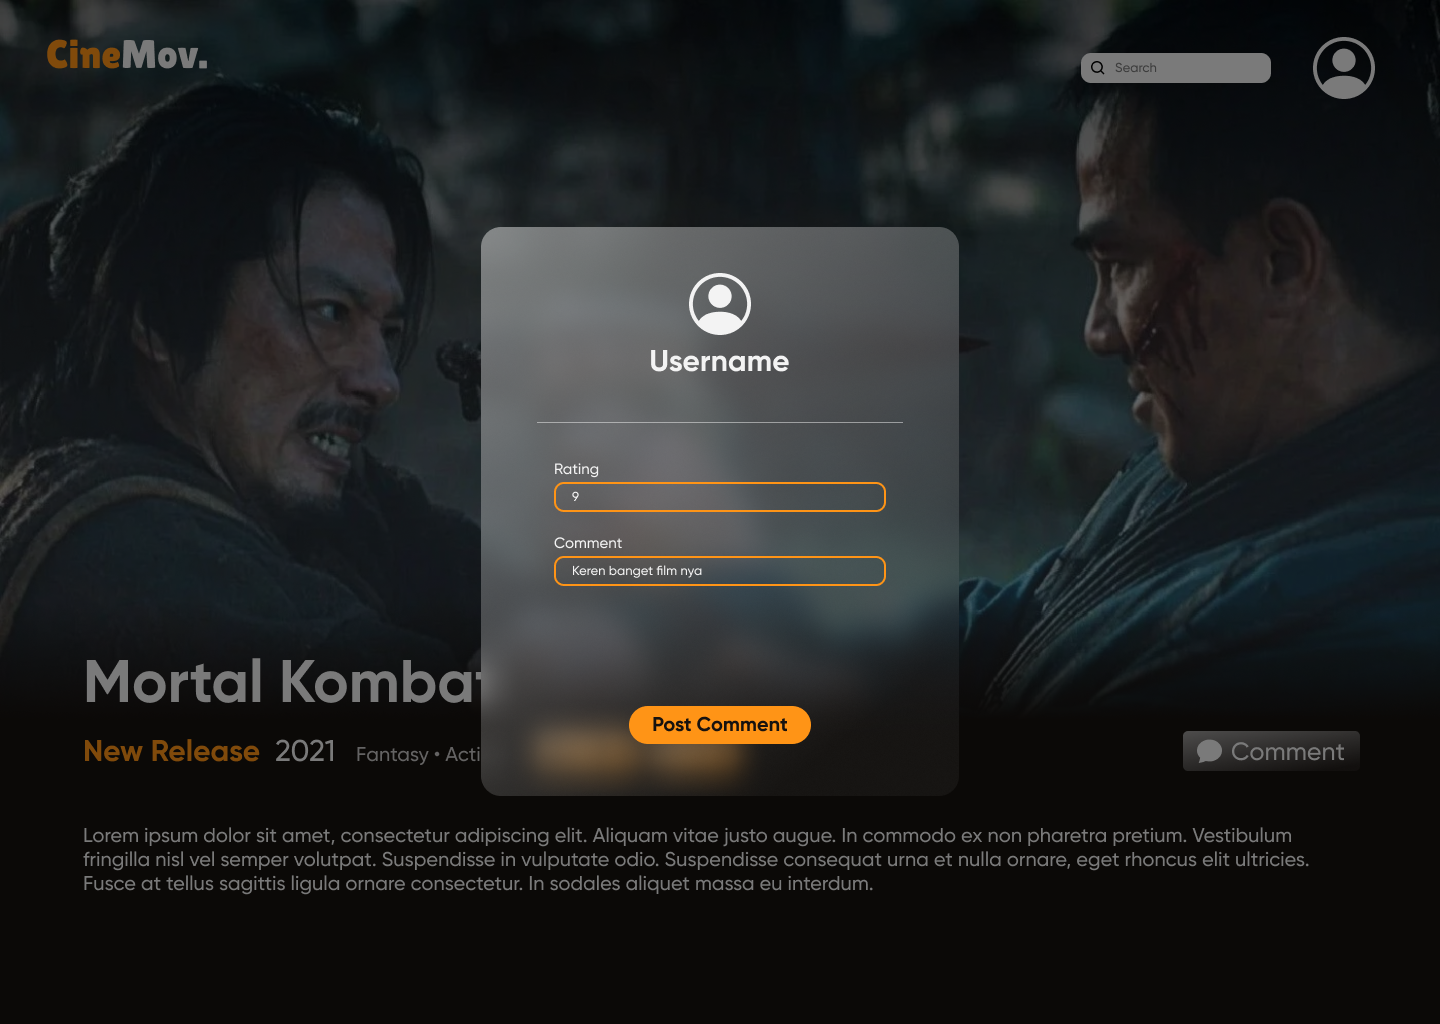 CineMov.
Search
Username
Rating
9
Comment
Keren banget film nya
Mortal Kombat
Post Comment
New Release 2021 Fantasy •
Comment
Lorem ipsum dolor sit amet, consectetur adipiscing elit. Aliquam vitae justo augue. In commodo ex non pharetra pretium. Vestibulum
fringilla nisl vel semper volutpat. Suspendisse in vulputate odio. Suspendisse consequat urna et nulla ornare, eget rhoncus elit ultricies.
Fusce at tellus sagittis ligula ornare consectetur. In sodales aliquet massa eu interdum.